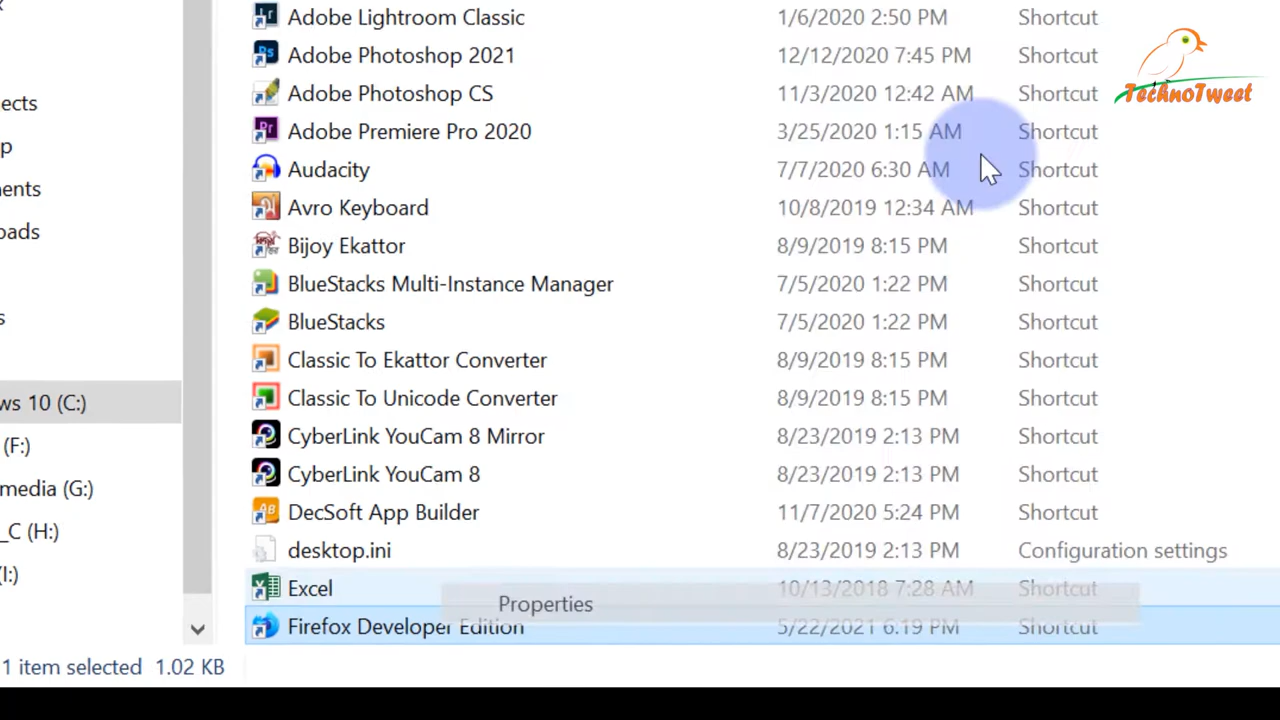 Adobe Lightroom Classic 1/6/2020 2:50 PM Shortcut
Adobe Photoshop 2021 12/12/2020 7:45 PM Shortcut
TechnoTweet
ects Adobe Photoshop CS 11/3/2020 12:42 AM Shortcut
p Adobe Premiere Pro 2020 3/25/2020 1:15 AM Shortcut
ents Audacity 7/7/2020 6:30 AM Shortcut
oads Avro Keyboard 10/8/2019 12:34 AM Shortcut
Bijoy Ekattor 8/9/2019 8:15 PM Shortcut
BlueStacks Multi-Instance Manager 7/5/2020 1:22 PM Shortcut
s BlueStacks 7/5/2020 1:22 PM Shortcut
Classic To Ekattor Converter 8/9/2019 8:15 PM Shortcut
ws 10 (C:) Classic To Unicode Converter 8/9/2019 8:15 PM Shortcut
(F:) CyberLink YouCam 8 Mirror 8/23/2019 2:13 PM Shortcut
media (G:) CyberLink YouCam 8 8/23/2019 2:13 PM Shortcut
_C (H:) DecSoft App Builder 11/7/2020 5:24 PM Shortcut
(I:) desktop.ini 8/23/2019 2:13 PM Configuration settings
Excel 10/13/2018 7:28 AM Shortcut
Properties
Firefox Developer Edition 5/22/2021 6:19 PM Shortcut
1 item selected 1.02 KB